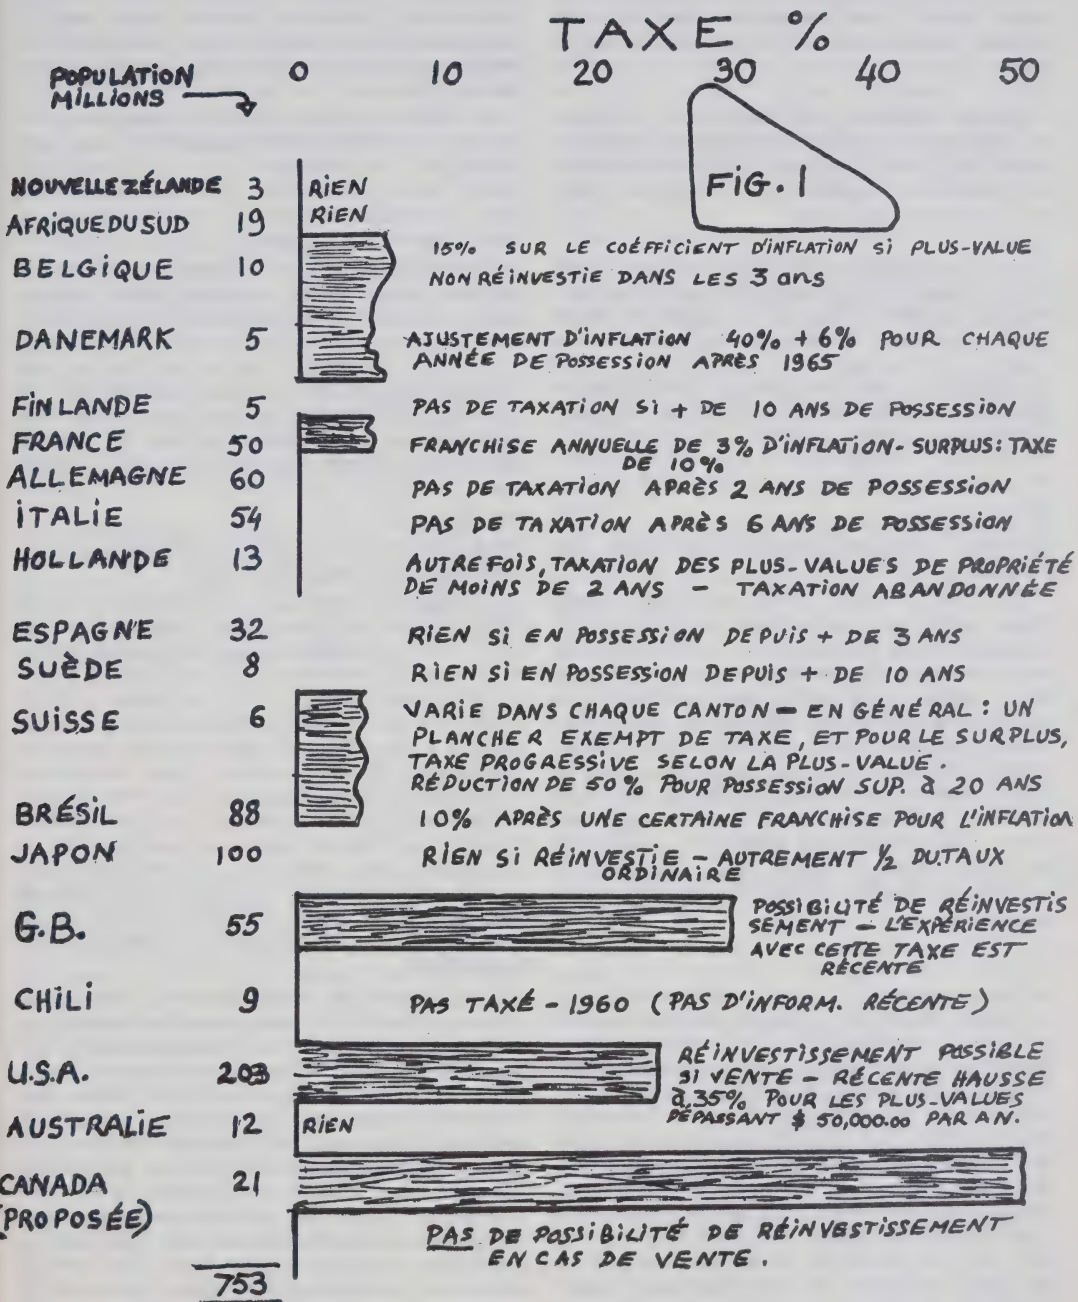 TAXE %
POPULATION
MILLIONS
0 10 20 30 40 50
FIG. 1
NOUVELLE ZÉLANDE 3 RIEN
AFRIQUE DU SUD 19 RIEN
BELGIQUE 10 15% SUR LE COÉFFICIENT D'INFLATION SI PLUS-VALUE
NON RÉINVESTIE DANS LES 3 ans
DANEMARK 5 AJUSTEMENT D'INFLATION 40% + 6% POUR CHAQUE
ANNÉE DE POSSESSION APRÈS 1965
FINLANDE 5 PAS DE TAXATION SI + DE 10 ANS DE POSSESSION
FRANCE 50 FRANCHISE ANNUELLE DE 3% D'INFLATION - SURPLUS: TAXE
DE 10%
ALLEMAGNE 60 PAS DE TAXATION APRÈS 2 ANS DE POSSESSION
ITALIE 54 PAS DE TAXATION APRÈS 6 ANS DE POSSESSION
HOLLANDE 13 AUTREFOIS, TAXATION DES PLUS-VALUES DE PROPRIÉTÉ
DE MOINS DE 2 ANS - TAXATION ABANDONNÉE
ESPAGNE 32 RIEN SI EN POSSESSION DEPUIS + DE 3 ANS
SUÈDE 8 RIEN SI EN POSSESSION DEPUIS + DE 10 ANS
SUISSE 6 VARIE DANS CHAQUE CANTON - EN GÉNÉRAL : UN
PLANCHER EXEMPT DE TAXE, ET POUR LE SURPLUS,
TAXE PROGRESSIVE SELON LA PLUS-VALUE.
RÉDUCTION DE 50% POUR POSSESSION SUP. à 20 ANS
BRÉSIL 88 10% APRÈS UNE CERTAINE FRANCHISE POUR L'INFLATION
JAPON 100 RIEN SI RÉINVESTIE - AUTREMENT ½ DU TAUX
ORDINAIRE
G.B. 55 POSSIBILITÉ DE RÉINVESTIS
SEMENT - L'EXPÉRIENCE
AVEC CETTE TAXE EST
RÉCENTE
CHILI 9 PAS TAXÉ - 1960 (PAS D'INFORM. RÉCENTE)
U.S.A. 203 RÉINVESTISSEMENT POSSIBLE
SI VENTE - RÉCENTE HAUSSE
à 35% POUR LES PLUS-VALUES
DÉPASSANT $ 50,000.00 PAR AN.
AUSTRALIE 12 RIEN
CANADA 21
(PROPOSÉE)
PAS DE POSSIBILITÉ DE RÉINVESTISSEMENT
EN CAS DE VENTE.
753